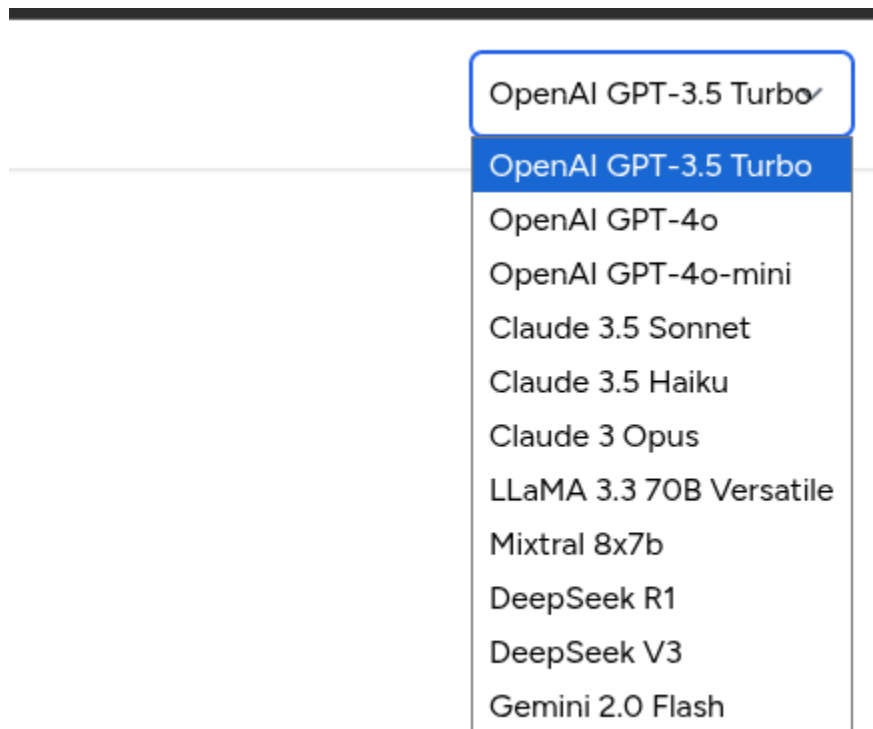 OpenAI GPT-3.5 Turbo
OpenAI GPT-3.5 Turbo
OpenAI GPT-4o
OpenAI GPT-4o-mini
Claude 3.5 Sonnet
Claude 3.5 Haiku
Claude 3 Opus
LLaMA 3.3 70B Versatile
Mixtral 8x7b
DeepSeek R1
DeepSeek V3
Gemini 2.0 Flash